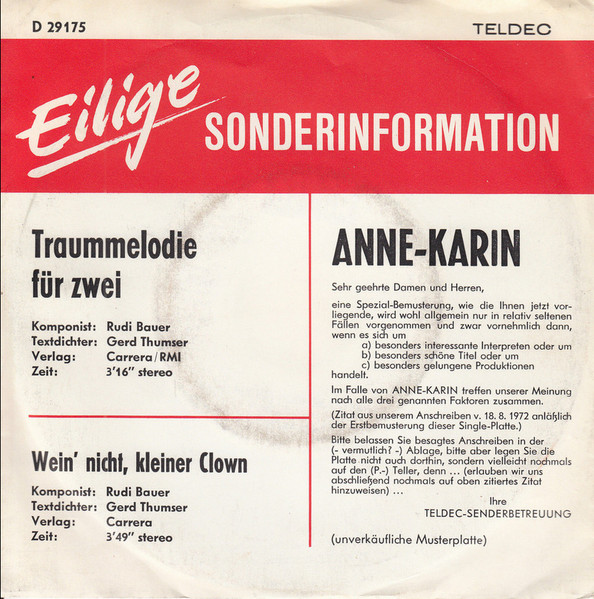 D 29175
TELDEC
Eilige SONDERINFORMATION
Traummelodie
für zwei
Komponist: Rudi Bauer
Textdichter: Gerd Thumser
Verlag: Carrera/RMI
Zeit: 3'16" stereo
Wein' nicht, kleiner Clown
Komponist: Rudi Bauer
Textdichter: Gerd Thumser
Verlag: Carrera
Zeit: 3'49" stereo
ANNE-KARIN
Sehr geehrte Damen und Herren,
eine Spezial-Bemusterung, wie die Ihnen jetzt vor-
liegende, wird wohl allgemein nur in relativ seltenen
Fällen vorgenommen und zwar vornehmlich dann,
wenn es sich um
a) besonders interessante Interpreten oder um
b) besonders schöne Titel oder um
c) besonders gelungene Produktionen
handelt.
Im Falle von ANNE-KARIN treffen unserer Meinung
nach alle drei genannten Faktoren zusammen.
(Zitat aus unserem Anschreiben v. 18. 8. 1972 anläßlich
der Erstbemusterung dieser Single-Platte.)
Bitte belassen Sie besagtes Anschreiben in der
(- vermutlich? -) Ablage, bitte aber legen Sie die
Platte nicht auch dorthin, sondern vielleicht nochmals
auf den (P.-) Teller, denn ... (erlauben wir uns
abschließend nochmals auf oben zitiertes Zitat
hinzuweisen) ...
Ihre
TELDEC-SENDERBETREUUNG
(unverkäufliche Musterplatte)